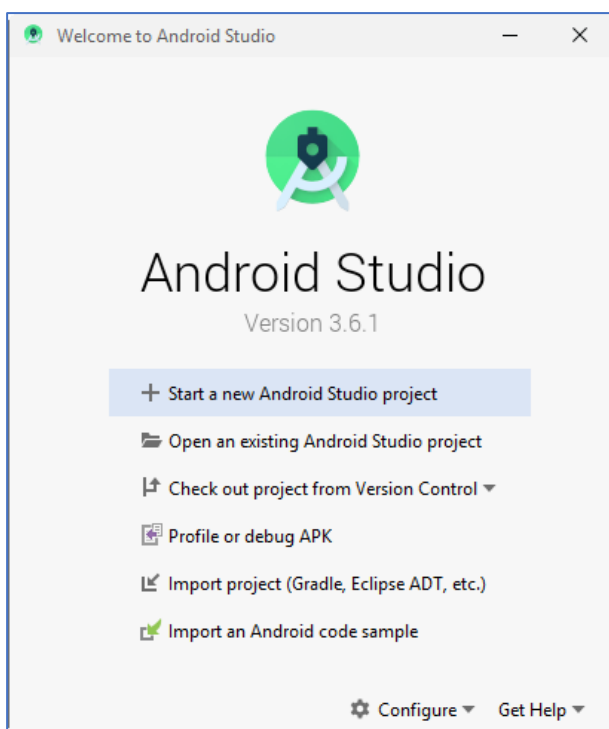 Welcome to Android Studio
Android Studio
Version 3.6.1
Start a new Android Studio project
Open an existing Android Studio project
Check out project from Version Control
Profile or debug APK
Import project (Gradle, Eclipse ADT, etc.)
Import an Android code sample
Configure Get Help